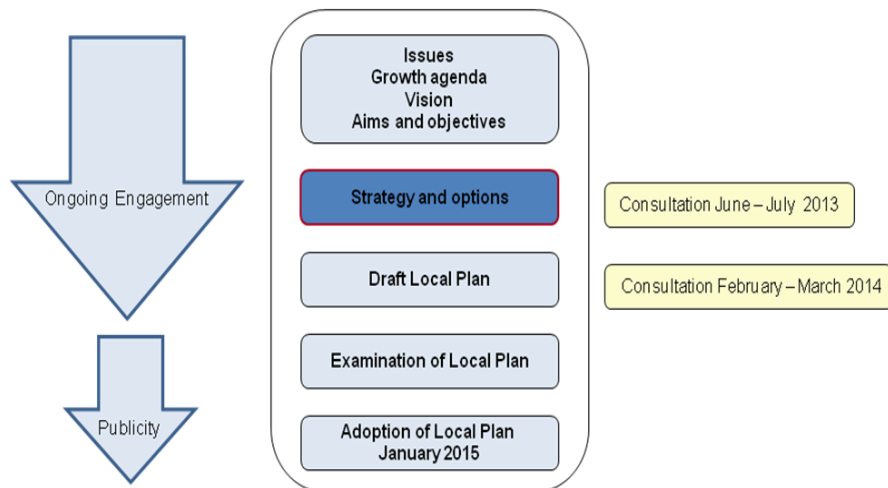 Issues
Growth agenda
Vision
Aims and objectives
Ongoing Engagement
Strategy and options
Consultation June – July 2013
Draft Local Plan
Consultation February – March 2014
Examination of Local Plan
Publicity
Adoption of Local Plan
January 2015